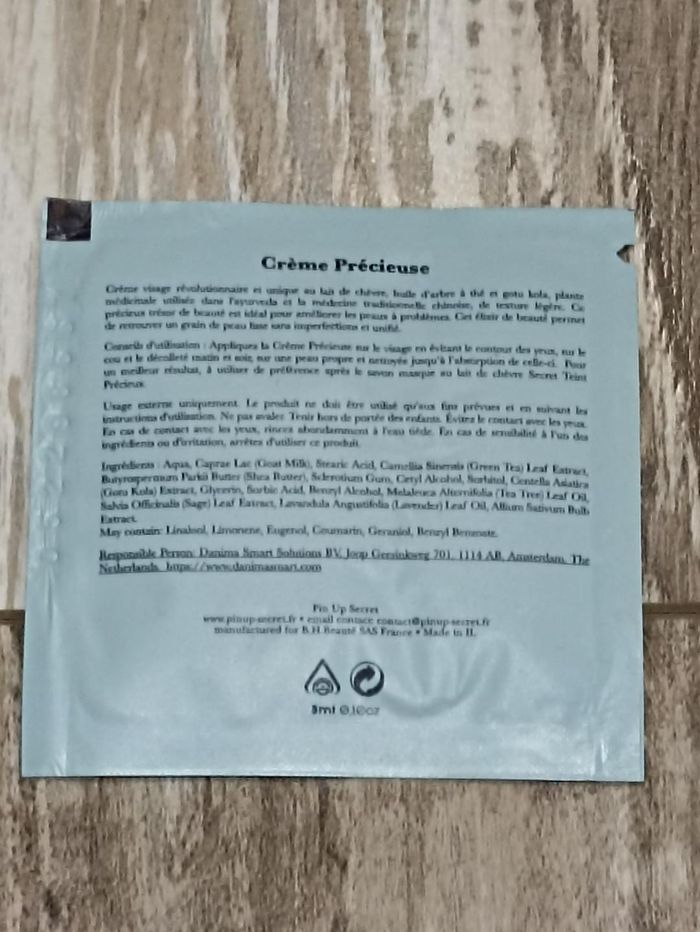 Crème Précieuse
Crème visage révolutionnaire et unique au lait de chèvre, huile d'arbre à thé et gotu kola, plante
médicinale utilisée dans l'ayurveda et la médecine traditionnelle chinoise, de texture légère. Ce
précieux trésor de beauté est idéal pour améliorer les peaux à problèmes. Cet élixir de beauté permet
de retrouver un grain de peau lisse sans imperfections et unifié.
Conseils d'utilisation : Appliquez la Crème Précieuse sur le visage en évitant le contour des yeux, sur le
cou et le décolleté matin et soir, sur une peau propre et nettoyée jusqu'à l'absorption de celle-ci. Pour
un meilleur résultat, à utiliser de préférence après le savon masque au lait de chèvre Secret Teint
Précieux.
Usage externe uniquement. Le produit ne doit être utilisé qu'aux fins prévues et en suivant les
instructions d'utilisation. Ne pas avaler. Tenir hors de portée des enfants. Évitez le contact avec les yeux.
En cas de contact avec les yeux, rincez abondamment à l'eau tiède. En cas de sensibilité à l'un des
ingrédients ou d'irritation, arrêtez d'utiliser ce produit.
Ingrédients : Aqua, Caprae Lac (Goat Milk), Stearic Acid, Camellia Sinensis (Green Tea) Leaf Extract,
Butyrospermum Parkii Butter (Shea Butter), Sclerotium Gum, Cetyl Alcohol, Sorbitol, Centella Asiatica
(Gotu Kola) Extract, Glycerin, Sorbic Acid, Benzyl Alcohol, Melaleuca Alternifolia (Tea Tree) Leaf Oil,
Salvia Officinalis (Sage) Leaf Extract, Lavandula Angustifolia (Lavender) Leaf Oil, Allium Sativum Bulb
Extract.
May contain: Linalool, Limonene, Eugenol, Coumarin, Geraniol, Benzyl Benzoate.
Responsible Person: Danima Smart Solutions BV, Joop Geesinkweg 701, 1114 AB, Amsterdam, The
Netherlands. https://www.danimasmart.com
Pin Up Secret
www.pinup-secret.fr • email contact: contact@pinup-secret.fr
manufactured for B.H Beauté SAS France • Made in IL
3ml 0.10oz